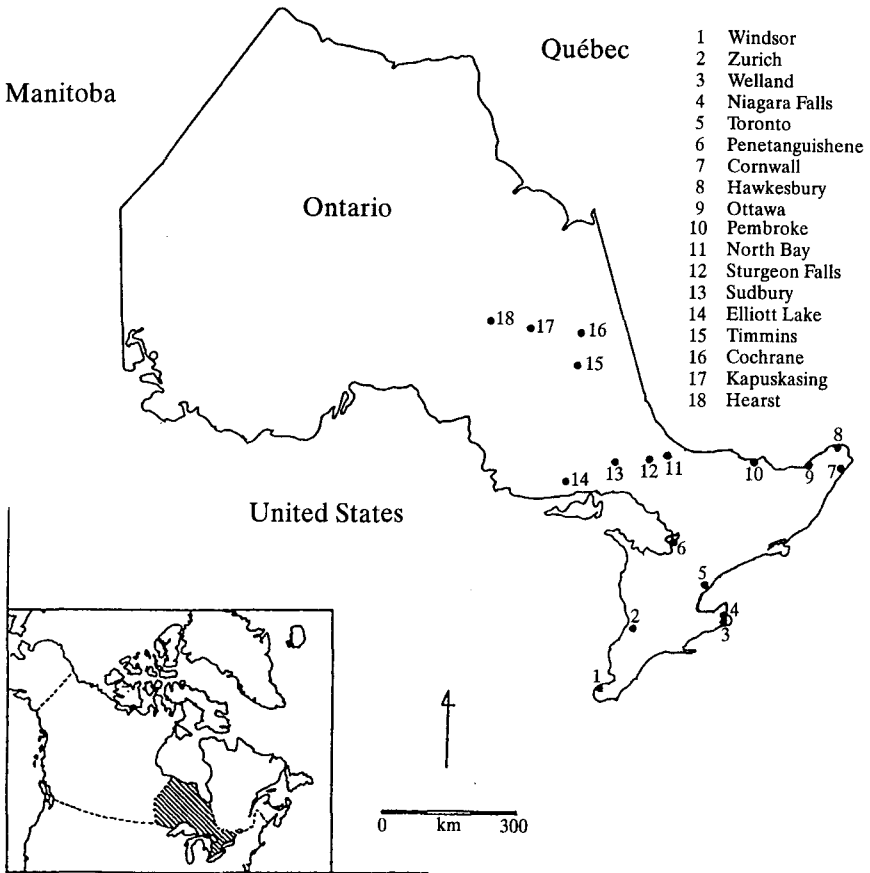 Québec
Manitoba
Ontario
United States
1 Windsor
2 Zurich
3 Welland
4 Niagara Falls
5 Toronto
6 Penetanguishene
7 Cornwall
8 Hawkesbury
9 Ottawa
10 Pembroke
11 North Bay
12 Sturgeon Falls
13 Sudbury
14 Elliott Lake
15 Timmins
16 Cochrane
17 Kapuskasing
18 Hearst
18
17
16
15
8
14
13
12
11
10
9
7
6
5
4
2
3
1
0 km 300